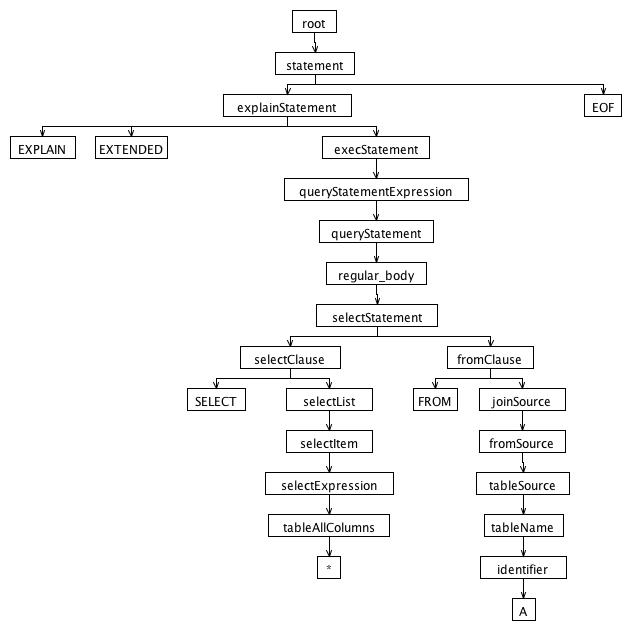 root
statement
explainStatement
EOF
EXPLAIN
EXTENDED
execStatement
queryStatementExpression
queryStatement
regular_body
selectStatement
selectClause
fromClause
SELECT
selectList
FROM
joinSource
selectItem
fromSource
selectExpression
tableSource
tableAllColumns
tableName
*
identifier
A